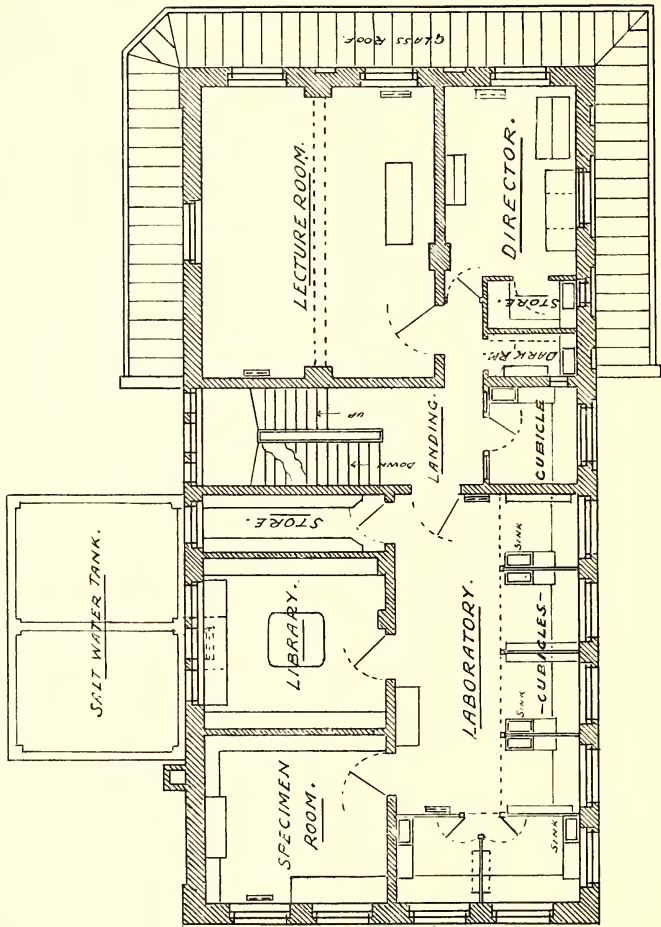 GLASS ROOF.
LECTURE ROOM.
DIRECTOR.
STORE.
DARK RM.
UP
DOWN
LANDING.
CUBICLE
STORE.
SINK
SALT WATER TANK.
LIBRARY.
LABORATORY.
-CUBICLES-
SINK
SPECIMEN
ROOM.
SINK